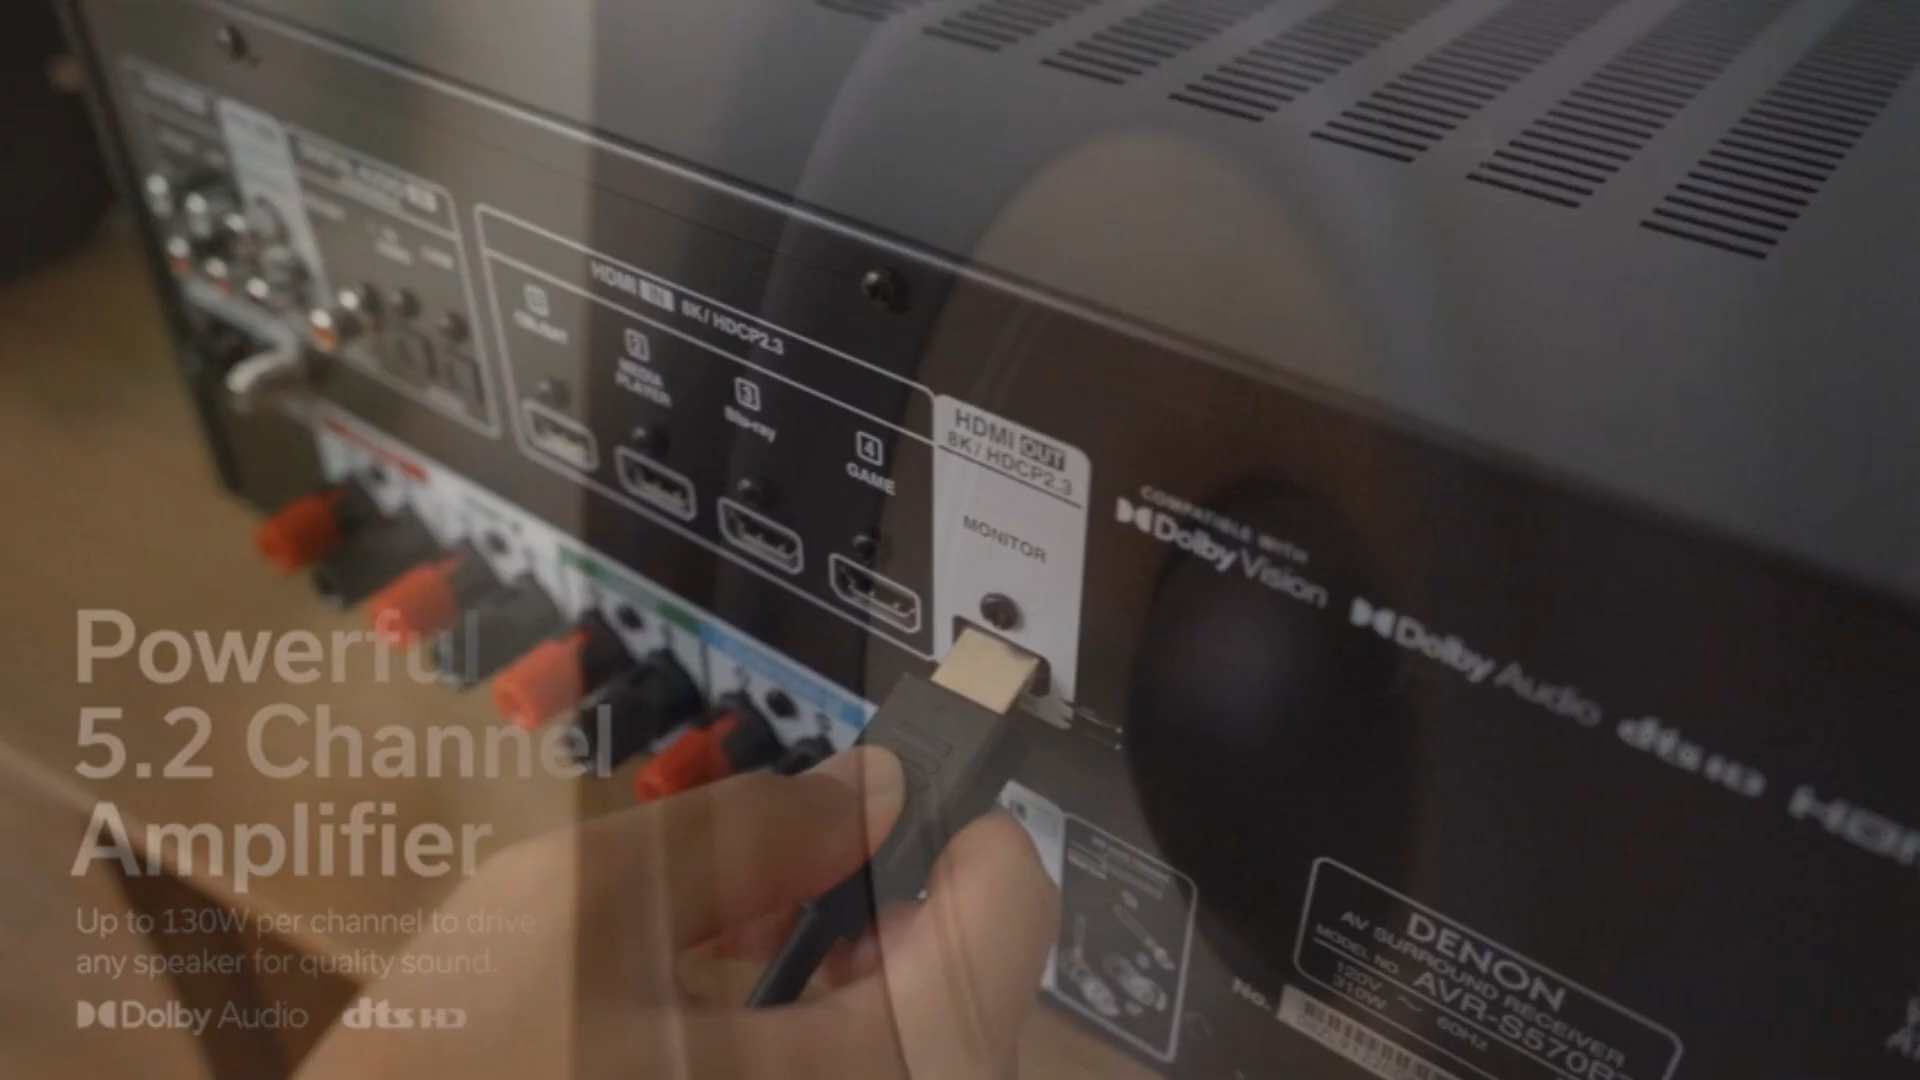 HDMI IN 8K / HDCP2.3
2
MEDIA
PLAYER
3
Blu-ray
4
GAME
HDMI OUT
8K / HDCP2.3
MONITOR
COMPATIBLE WITH
Dolby Vision
Dolby Audio
dts HD
DENON
AV SURROUND RECEIVER
MODEL NO. AVR-S570BT
120V ~ 60Hz
310W
No.
Powerful
5.2 Channel
Amplifier
Up to 130W per channel to drive
any speaker for quality sound.
Dolby Audio dts HD